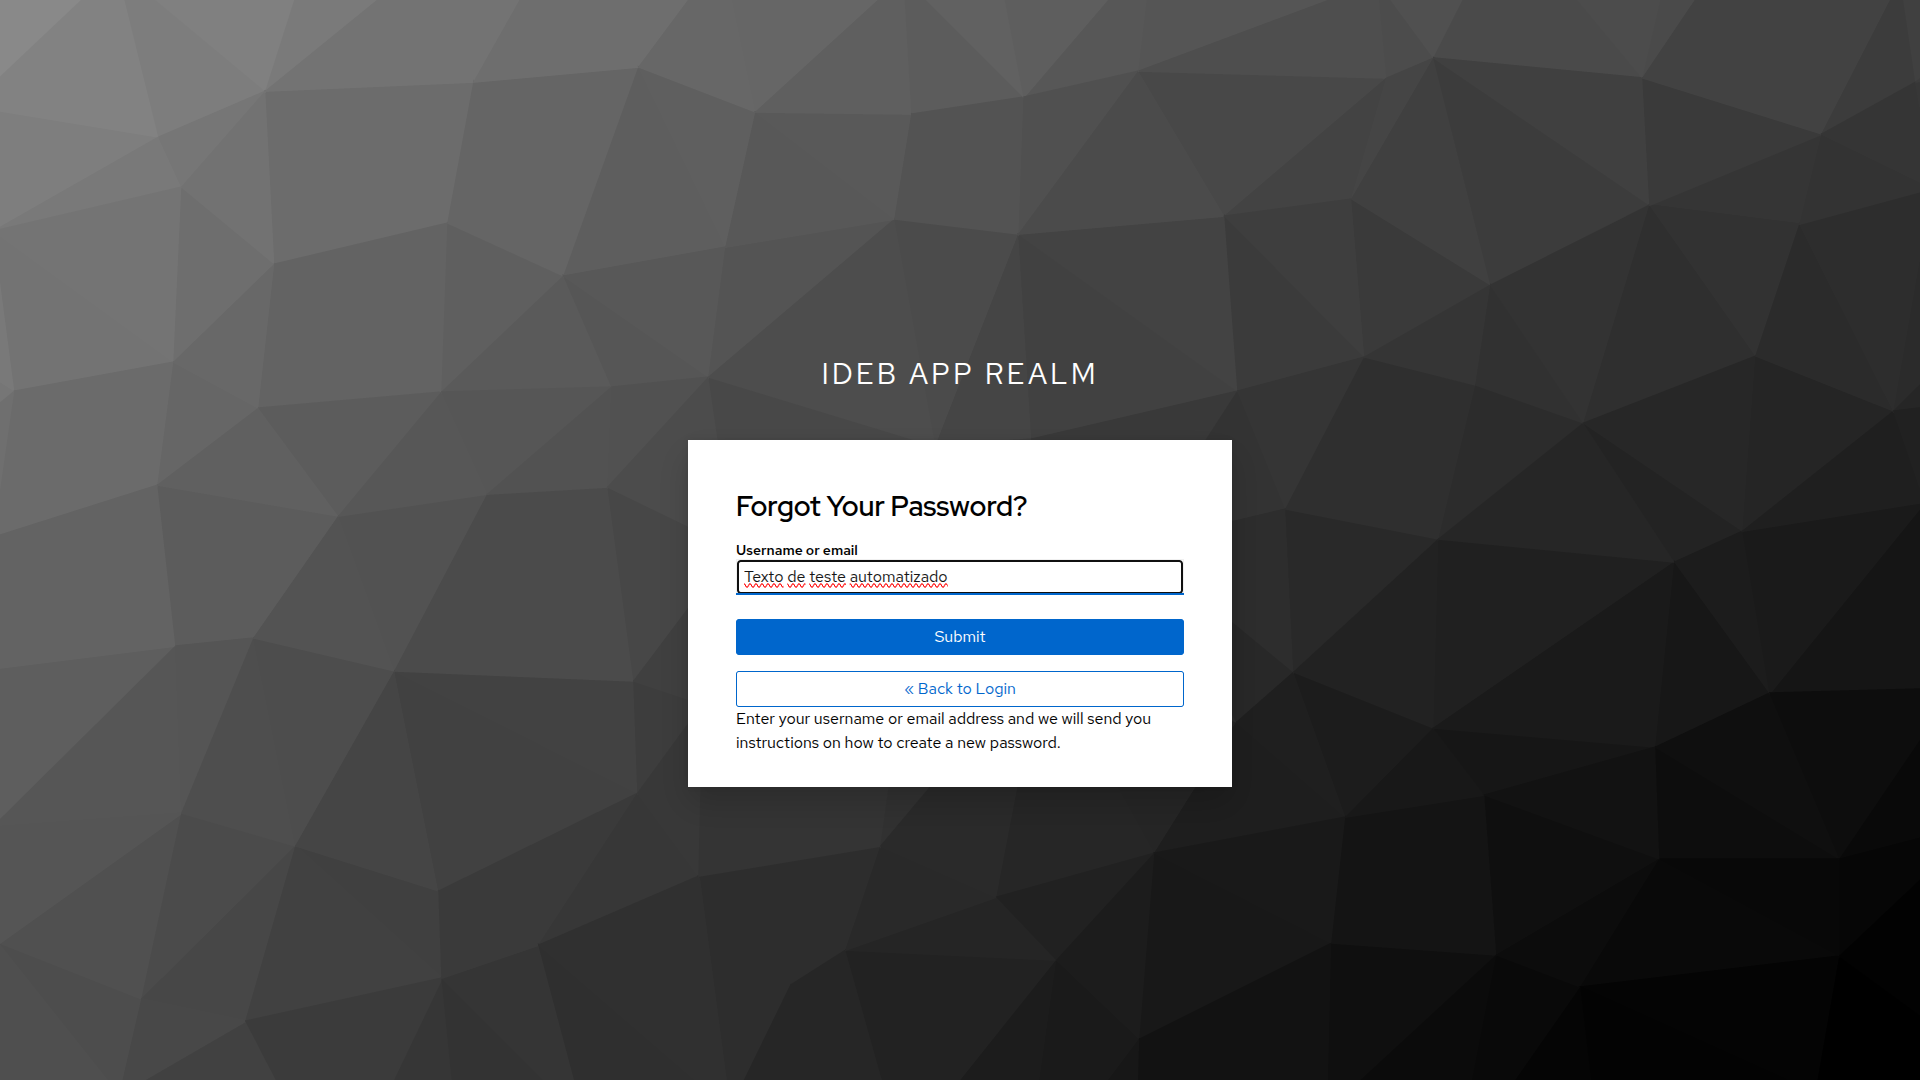 IDEB APP REALM
Forgot Your Password?
Username or email
Texto de teste automatizado
Submit
« Back to Login
Enter your username or email address and we will send you
instructions on how to create a new password.